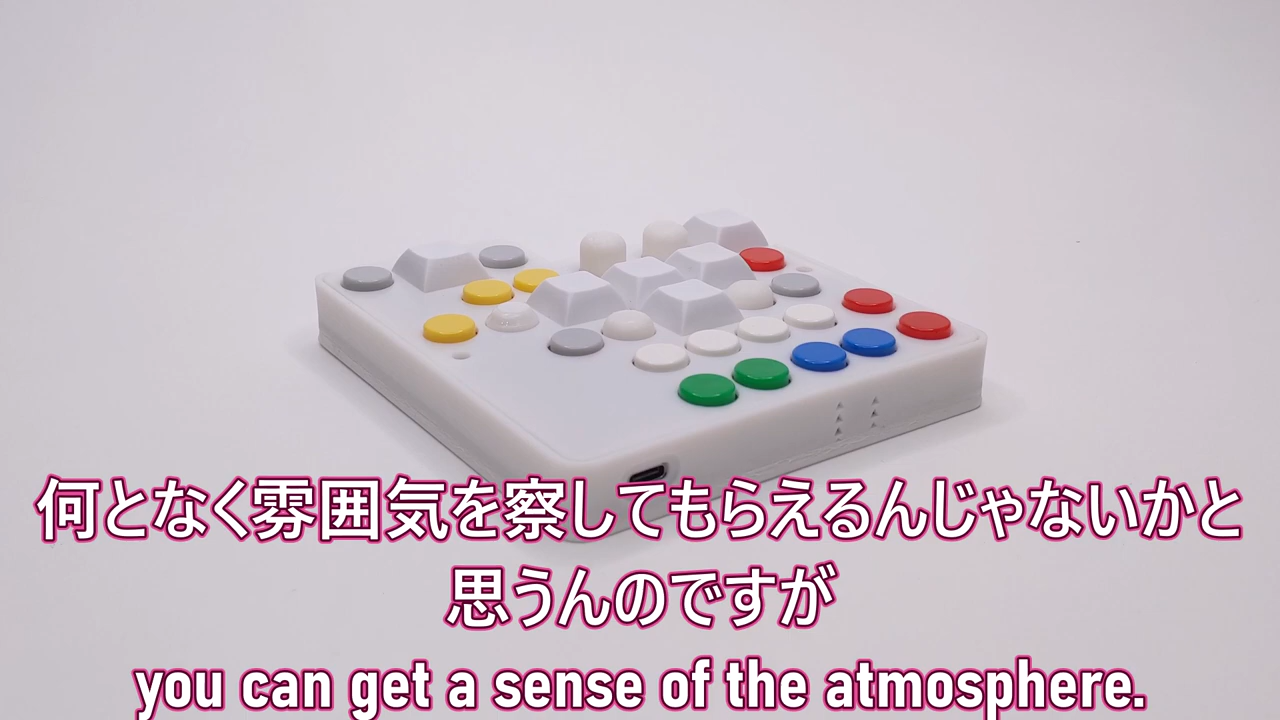 何となく雰囲気を察してもらえるんじゃないかと
思うんのですが
you can get a sense of the atmosphere.